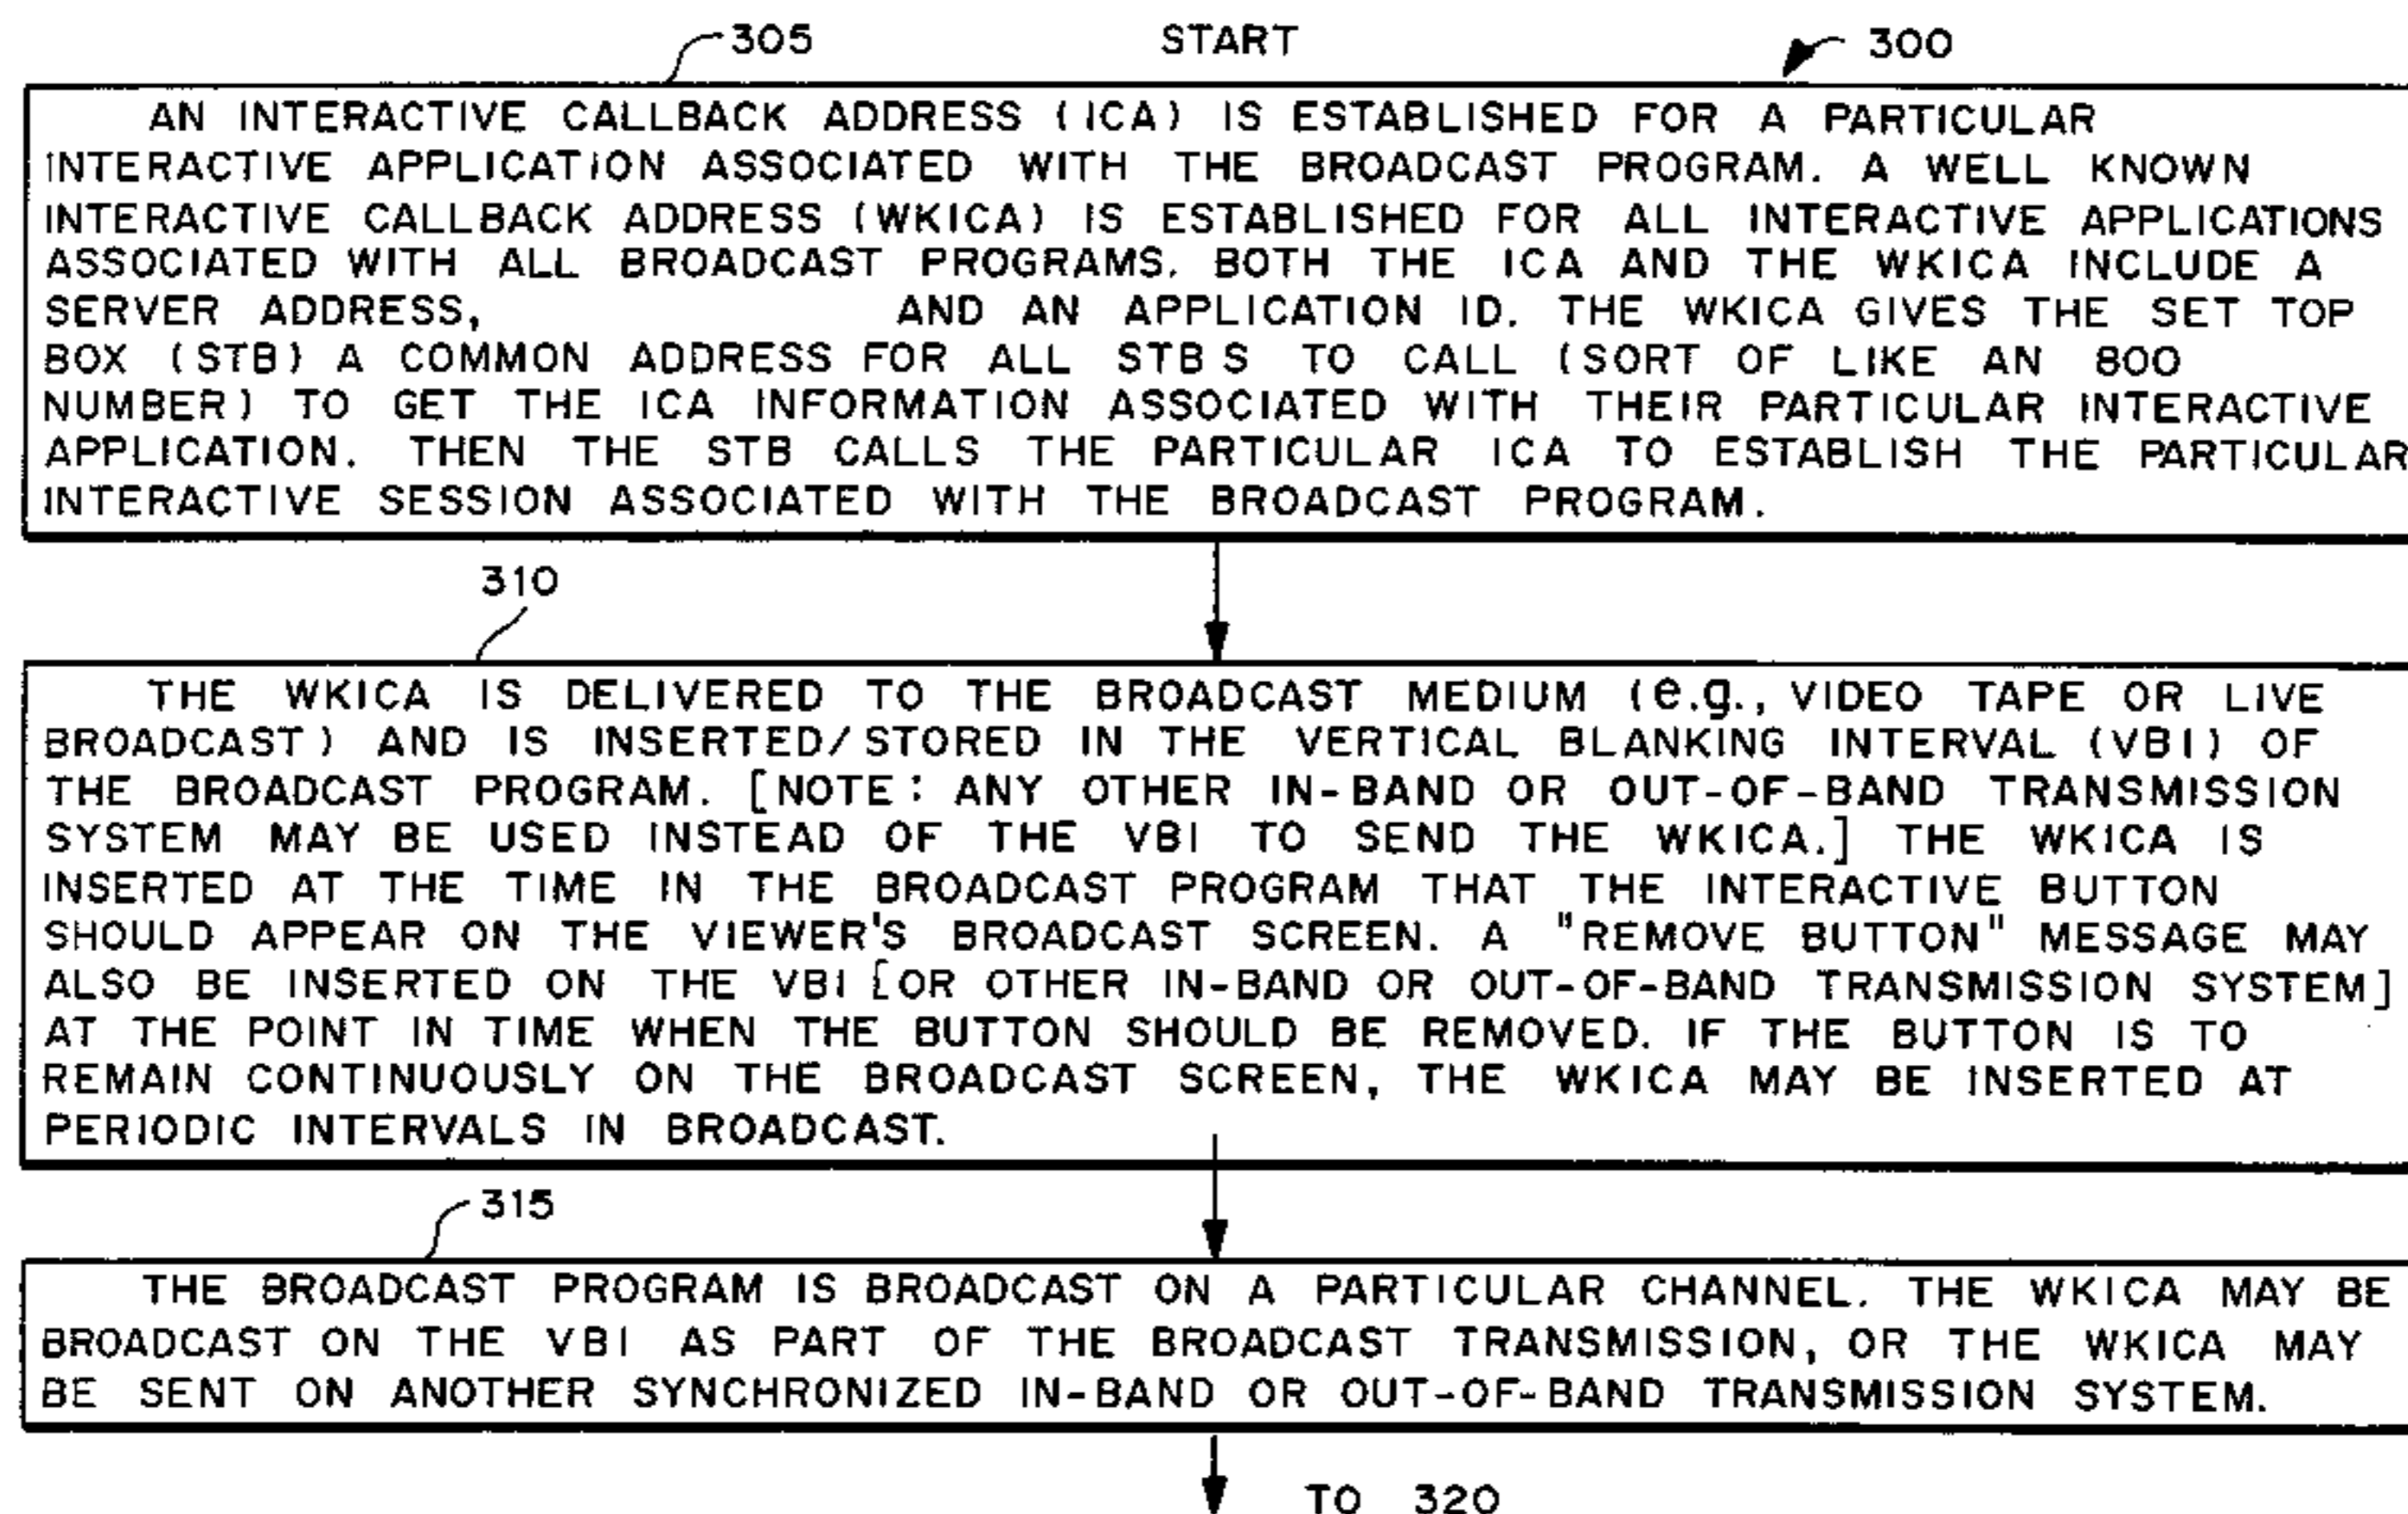 305 START 300
AN INTERACTIVE CALLBACK ADDRESS (ICA) IS ESTABLISHED FOR A PARTICULAR
INTERACTIVE APPLICATION ASSOCIATED WITH THE BROADCAST PROGRAM. A WELL KNOWN
INTERACTIVE CALLBACK ADDRESS (WKICA) IS ESTABLISHED FOR ALL INTERACTIVE APPLICATIONS
ASSOCIATED WITH ALL BROADCAST PROGRAMS. BOTH THE ICA AND THE WKICA INCLUDE A
SERVER ADDRESS, AND AN APPLICATION ID. THE WKICA GIVES THE SET TOP
BOX (STB) A COMMON ADDRESS FOR ALL STBS TO CALL (SORT OF LIKE AN 800
NUMBER) TO GET THE ICA INFORMATION ASSOCIATED WITH THEIR PARTICULAR INTERACTIVE
APPLICATION. THEN THE STB CALLS THE PARTICULAR ICA TO ESTABLISH THE PARTICULAR
INTERACTIVE SESSION ASSOCIATED WITH THE BROADCAST PROGRAM.
310
THE WKICA IS DELIVERED TO THE BROADCAST MEDIUM (e.g., VIDEO TAPE OR LIVE
BROADCAST) AND IS INSERTED/STORED IN THE VERTICAL BLANKING INTERVAL (VBI) OF
THE BROADCAST PROGRAM. [NOTE: ANY OTHER IN-BAND OR OUT-OF-BAND TRANSMISSION
SYSTEM MAY BE USED INSTEAD OF THE VBI TO SEND THE WKICA.] THE WKICA IS
INSERTED AT THE TIME IN THE BROADCAST PROGRAM THAT THE INTERACTIVE BUTTON
SHOULD APPEAR ON THE VIEWER'S BROADCAST SCREEN. A "REMOVE BUTTON" MESSAGE MAY
ALSO BE INSERTED ON THE VBI [OR OTHER IN-BAND OR OUT-OF-BAND TRANSMISSION SYSTEM]
AT THE POINT IN TIME WHEN THE BUTTON SHOULD BE REMOVED. IF THE BUTTON IS TO
REMAIN CONTINUOUSLY ON THE BROADCAST SCREEN, THE WKICA MAY BE INSERTED AT
PERIODIC INTERVALS IN BROADCAST.
315
THE BROADCAST PROGRAM IS BROADCAST ON A PARTICULAR CHANNEL. THE WKICA MAY BE
BROADCAST ON THE VBI AS PART OF THE BROADCAST TRANSMISSION, OR THE WKICA MAY
BE SENT ON ANOTHER SYNCHRONIZED IN-BAND OR OUT-OF-BAND TRANSMISSION SYSTEM.
TO 320